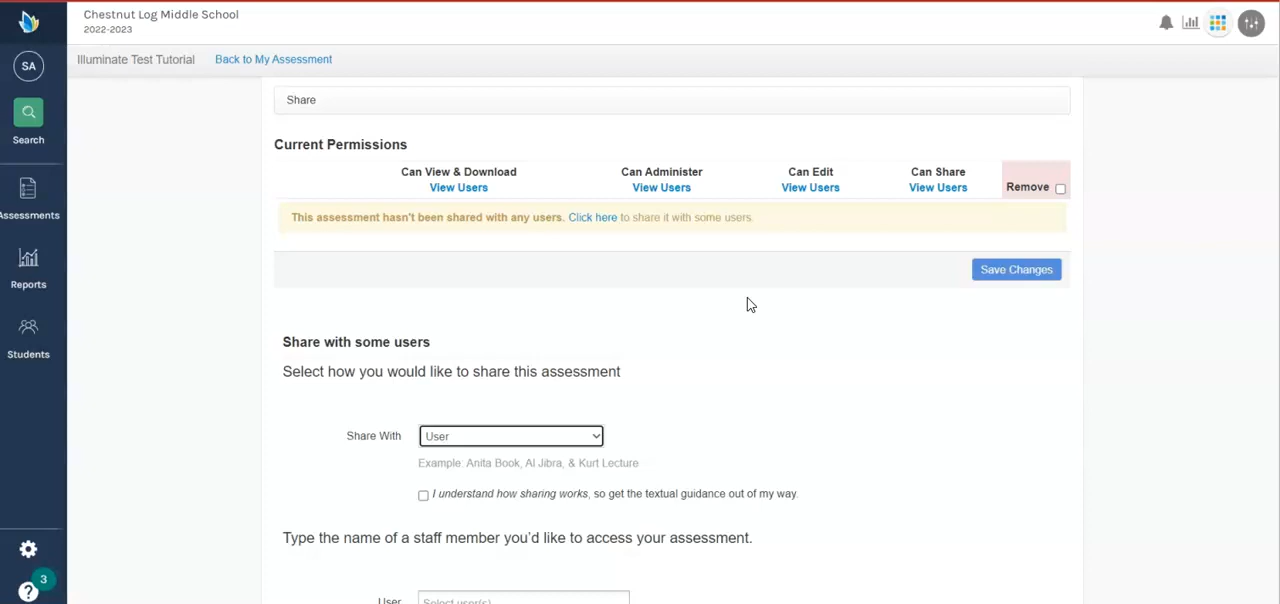 Chestnut Log Middle School
2022-2023
Illuminate Test Tutorial Back to My Assessment
SA
Search
Assessments
Reports
Students
3
?
Share
Current Permissions
Can View & Download Can Administer Can Edit Can Share
View Users View Users View Users View Users Remove
This assessment hasn't been shared with any users. Click here to share it with some users.
Save Changes
Share with some users
Select how you would like to share this assessment
Share With User
Example: Anita Book, Al Jibra, & Kurt Lecture
I understand how sharing works, so get the textual guidance out of my way.
Type the name of a staff member you'd like to access your assessment.
User Select user(s)